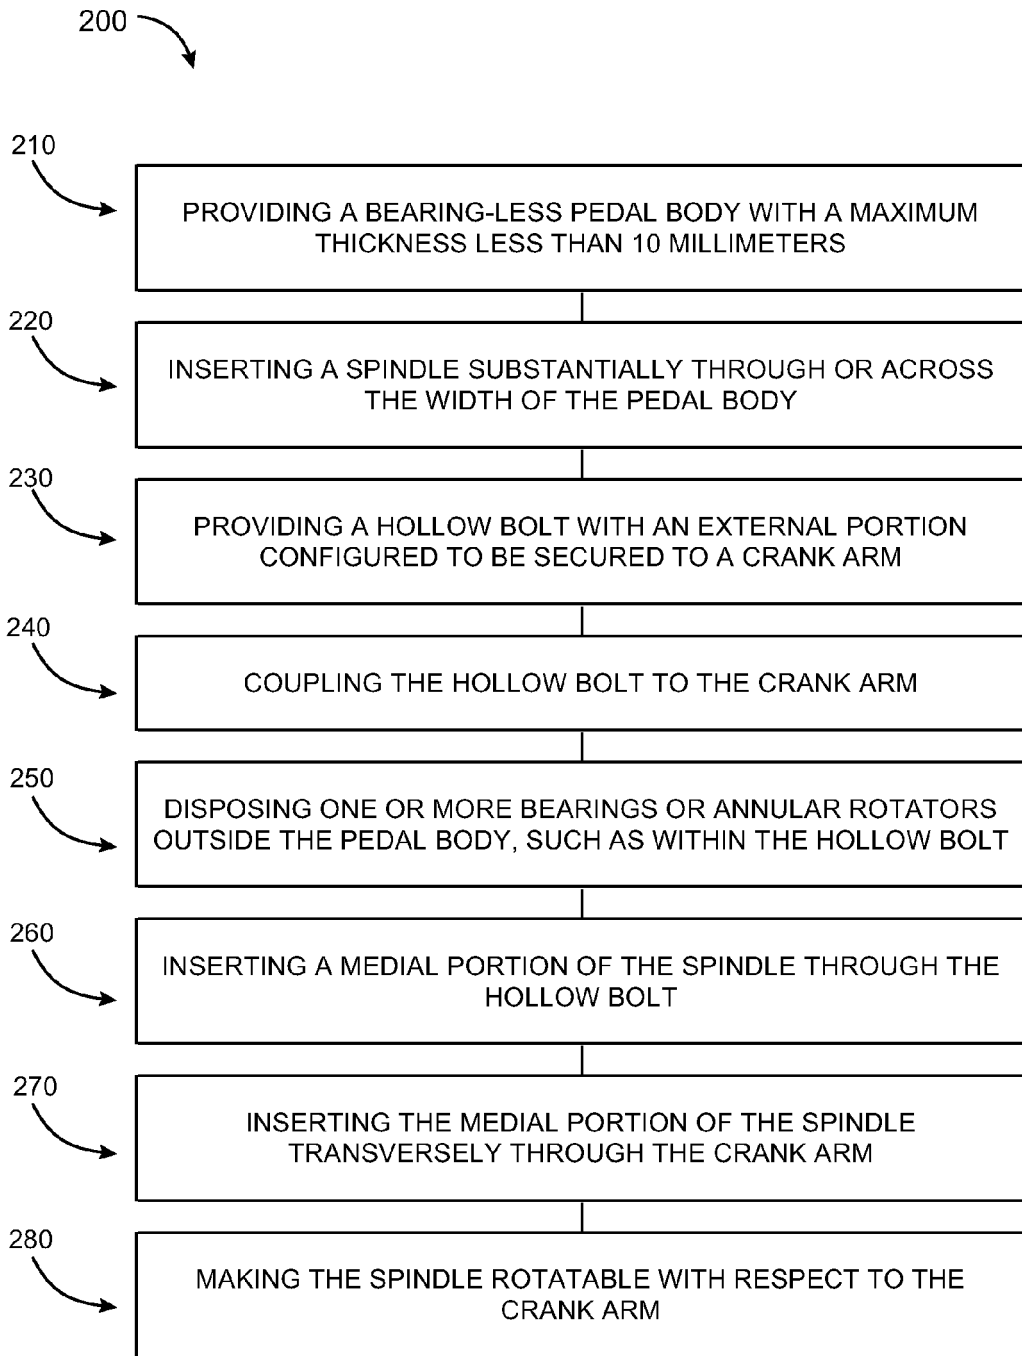 200
210
PROVIDING A BEARING-LESS PEDAL BODY WITH A MAXIMUM
THICKNESS LESS THAN 10 MILLIMETERS
220
INSERTING A SPINDLE SUBSTANTIALLY THROUGH OR ACROSS
THE WIDTH OF THE PEDAL BODY
230
PROVIDING A HOLLOW BOLT WITH AN EXTERNAL PORTION
CONFIGURED TO BE SECURED TO A CRANK ARM
240
COUPLING THE HOLLOW BOLT TO THE CRANK ARM
250
DISPOSING ONE OR MORE BEARINGS OR ANNULAR ROTATORS
OUTSIDE THE PEDAL BODY, SUCH AS WITHIN THE HOLLOW BOLT
260
INSERTING A MEDIAL PORTION OF THE SPINDLE THROUGH THE
HOLLOW BOLT
270
INSERTING THE MEDIAL PORTION OF THE SPINDLE
TRANSVERSELY THROUGH THE CRANK ARM
280
MAKING THE SPINDLE ROTATABLE WITH RESPECT TO THE
CRANK ARM